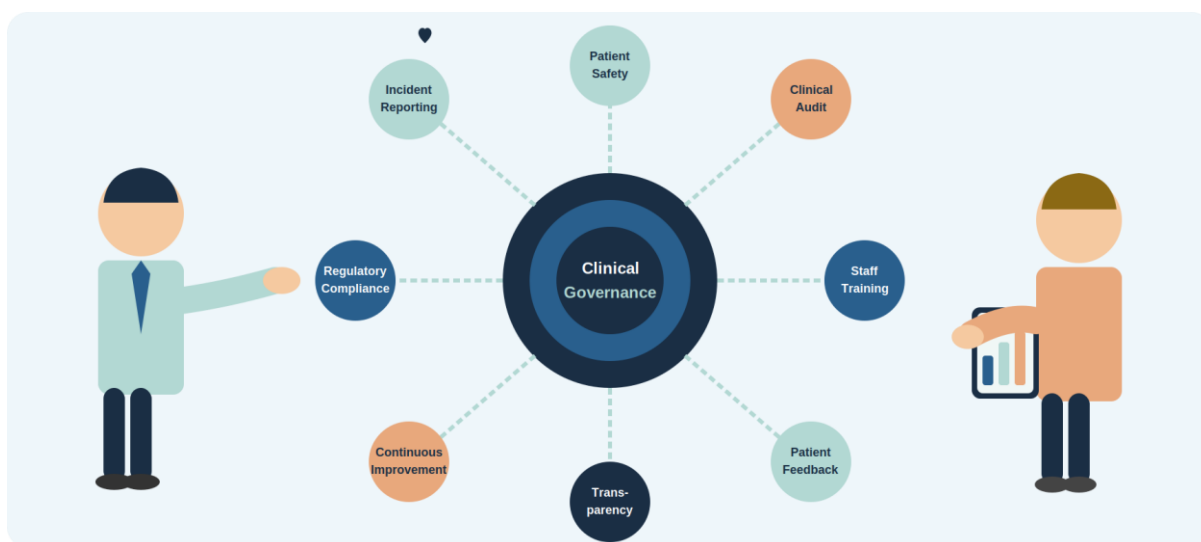 Patient
Safety
Incident
Reporting
Clinical
Audit
Regulatory
Compliance
Clinical
Governance
Staff
Training
Continuous
Improvement
Patient
Feedback
Trans-
parency